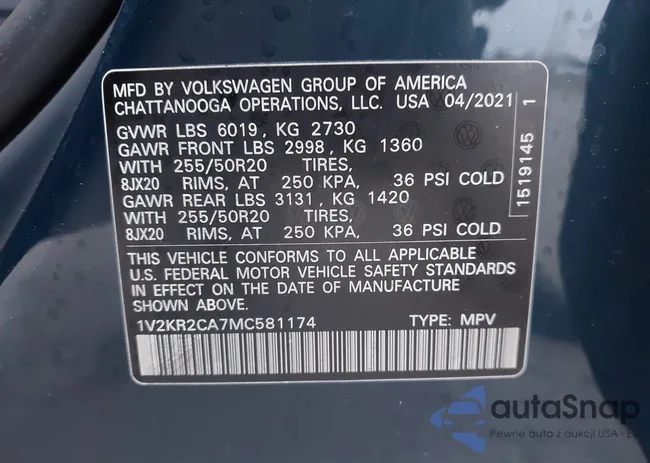 MFD BY VOLKSWAGEN GROUP OF AMERICA
CHATTANOOGA OPERATIONS, LLC. USA 04/2021
GVWR LBS 6019, KG 2730
GAWR FRONT LBS 2998, KG 1360
WITH 255/50R20 TIRES,
8JX20 RIMS, AT 250 KPA, 36 PSI COLD
GAWR REAR LBS 3131, KG 1420
WITH 255/50R20 TIRES,
8JX20 RIMS, AT 250 KPA, 36 PSI COLD
1519145 1
THIS VEHICLE CONFORMS TO ALL APPLICABLE
U.S. FEDERAL MOTOR VEHICLE SAFETY STANDARDS
IN EFFECT ON THE DATE OF MANUFACTURE
SHOWN ABOVE.
1V2KR2CA7MC581174 TYPE: MPV
autaSnap
Pewne auta z aukcji USA